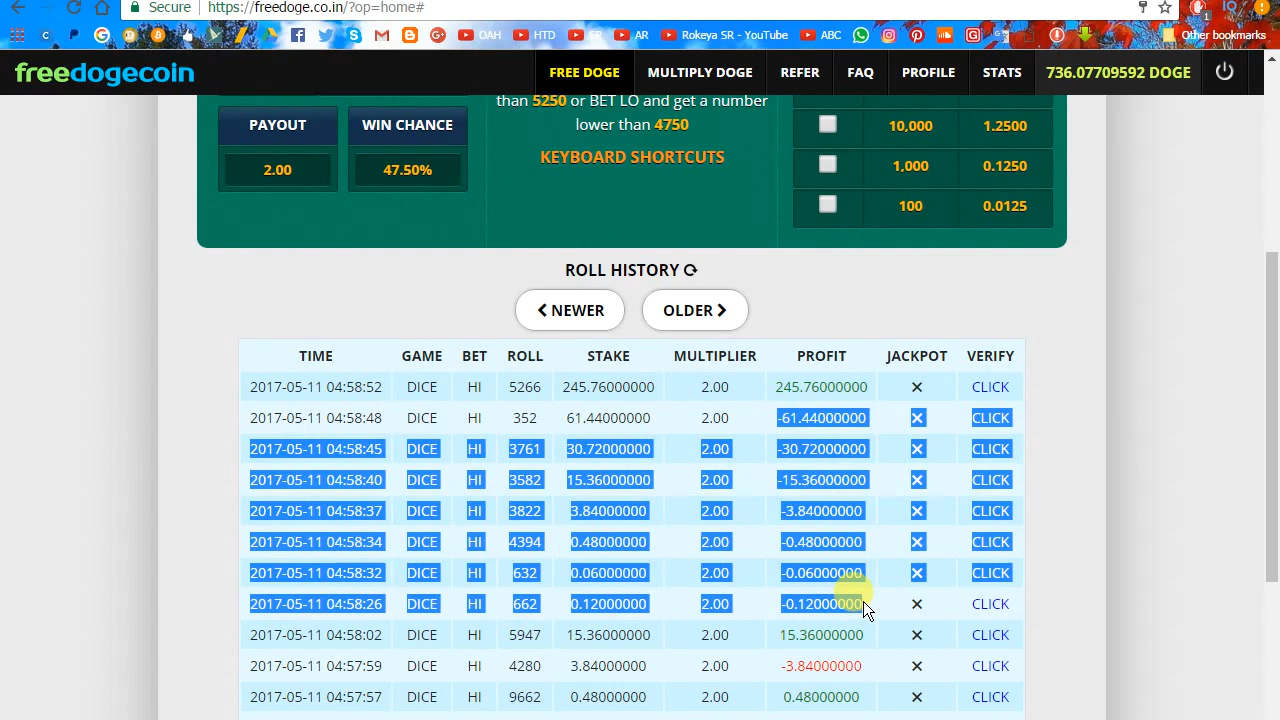 Secure https://freedoge.co.in/?op=home#
OAH HTD SR AR Rokeya SR - YouTube ABC Other bookmarks
freedogecoin FREE DOGE MULTIPLY DOGE REFER FAQ PROFILE STATS 736.07709592 DOGE
than 5250 or BET LO and get a number
lower than 4750
KEYBOARD SHORTCUTS
PAYOUT WIN CHANCE
2.00 47.50%
10,000 1.2500
1,000 0.1250
100 0.0125
ROLL HISTORY
NEWER OLDER
TIME GAME BET ROLL STAKE MULTIPLIER PROFIT JACKPOT VERIFY
2017-05-11 04:58:52 DICE HI 5266 245.76000000 2.00 245.76000000 CLICK
2017-05-11 04:58:48 DICE HI 352 61.44000000 2.00 -61.44000000 CLICK
2017-05-11 04:58:45 DICE HI 3761 30.72000000 2.00 -30.72000000 CLICK
2017-05-11 04:58:40 DICE HI 3582 15.36000000 2.00 -15.36000000 CLICK
2017-05-11 04:58:37 DICE HI 3822 3.84000000 2.00 -3.84000000 CLICK
2017-05-11 04:58:34 DICE HI 4394 0.48000000 2.00 -0.48000000 CLICK
2017-05-11 04:58:32 DICE HI 632 0.06000000 2.00 -0.06000000 CLICK
2017-05-11 04:58:26 DICE HI 662 0.12000000 2.00 -0.12000000 CLICK
2017-05-11 04:58:02 DICE HI 5947 15.36000000 2.00 15.36000000 CLICK
2017-05-11 04:57:59 DICE HI 4280 3.84000000 2.00 -3.84000000 CLICK
2017-05-11 04:57:57 DICE HI 9662 0.48000000 2.00 0.48000000 CLICK